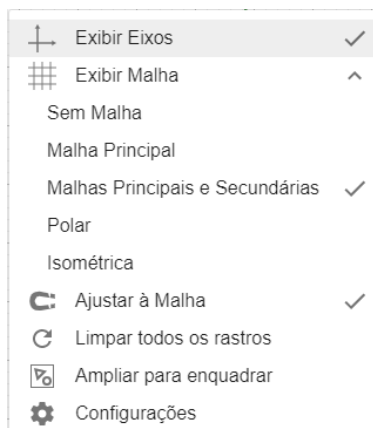 Exibir Eixos
Exibir Malha
Sem Malha
Malha Principal
Malhas Principais e Secundárias
Polar
Isométrica
Ajustar à Malha
Limpar todos os rastros
Ampliar para enquadrar
Configurações